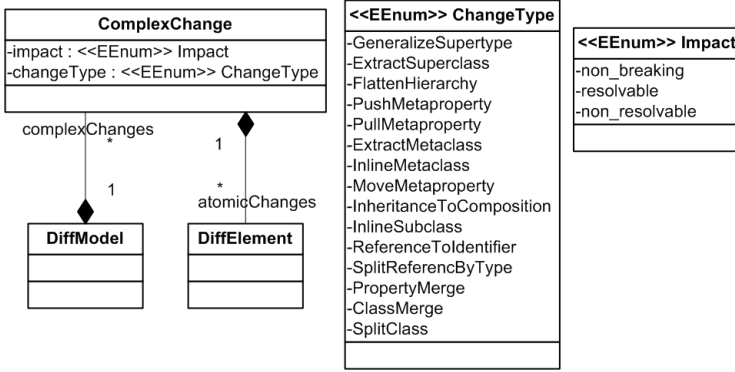 ComplexChange
-impact : <<EEnum>> Impact
-changeType : <<EEnum>> ChangeType
complexChanges
*
1
1
*
atomicChanges
DiffModel
DiffElement
<<EEnum>> ChangeType
-GeneralizeSupertype
-ExtractSuperclass
-FlattenHierarchy
-PushMetaproperty
-PullMetaproperty
-ExtractMetaclass
-InlineMetaclass
-MoveMetaproperty
-InheritanceToComposition
-InlineSubclass
-ReferenceToIdentifier
-SplitReferencByType
-PropertyMerge
-ClassMerge
-SplitClass
<<EEnum>> Impact
-non_breaking
-resolvable
-non_resolvable